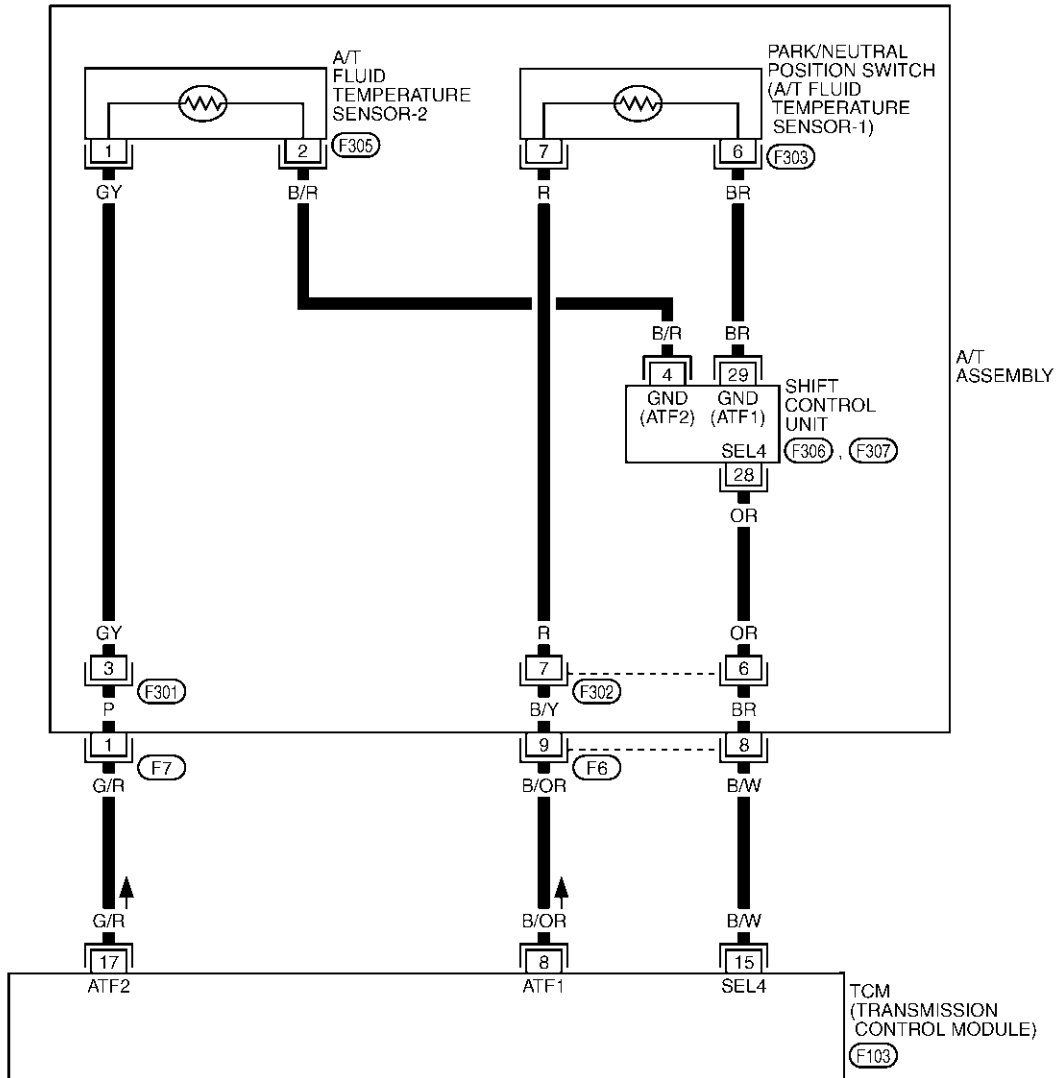 A/T
FLUID
TEMPERATURE
SENSOR-2
F305
PARK/NEUTRAL
POSITION SWITCH
(A/T FLUID
TEMPERATURE
SENSOR-1)
F303
1
2
7
6
GY
B/R
R
BR
B/R
BR
4
29
GND
(ATF2)
GND
(ATF1)
SEL4
28
SHIFT
CONTROL
UNIT
F306 , F307
A/T
ASSEMBLY
OR
GY
R
OR
3
F301
7
F302
6
P
B/Y
BR
1
F7
9
F6
8
G/R
B/OR
B/W
G/R
B/OR
B/W
17
8
15
ATF2
ATF1
SEL4
TCM
(TRANSMISSION
CONTROL MODULE)
F103